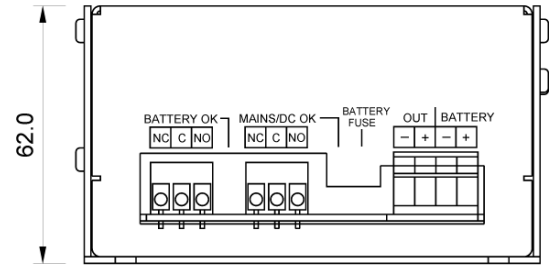 62.0
BATTERY OK
NC C NO
MAINS/DC OK
NC C NO
BATTERY
FUSE
OUT
BATTERY
− + − +